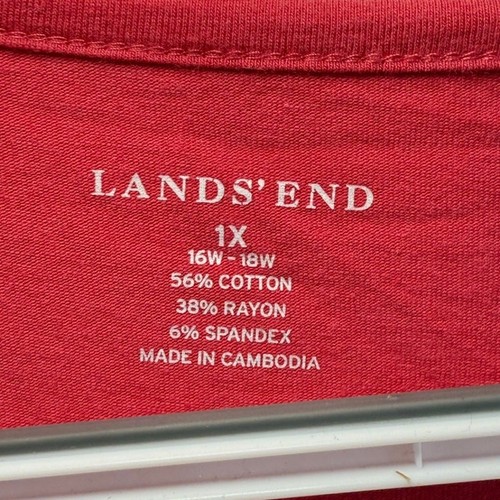 LANDS' END
1X
16W - 18W
56% COTTON
38% RAYON
6% SPANDEX
MADE IN CAMBODIA